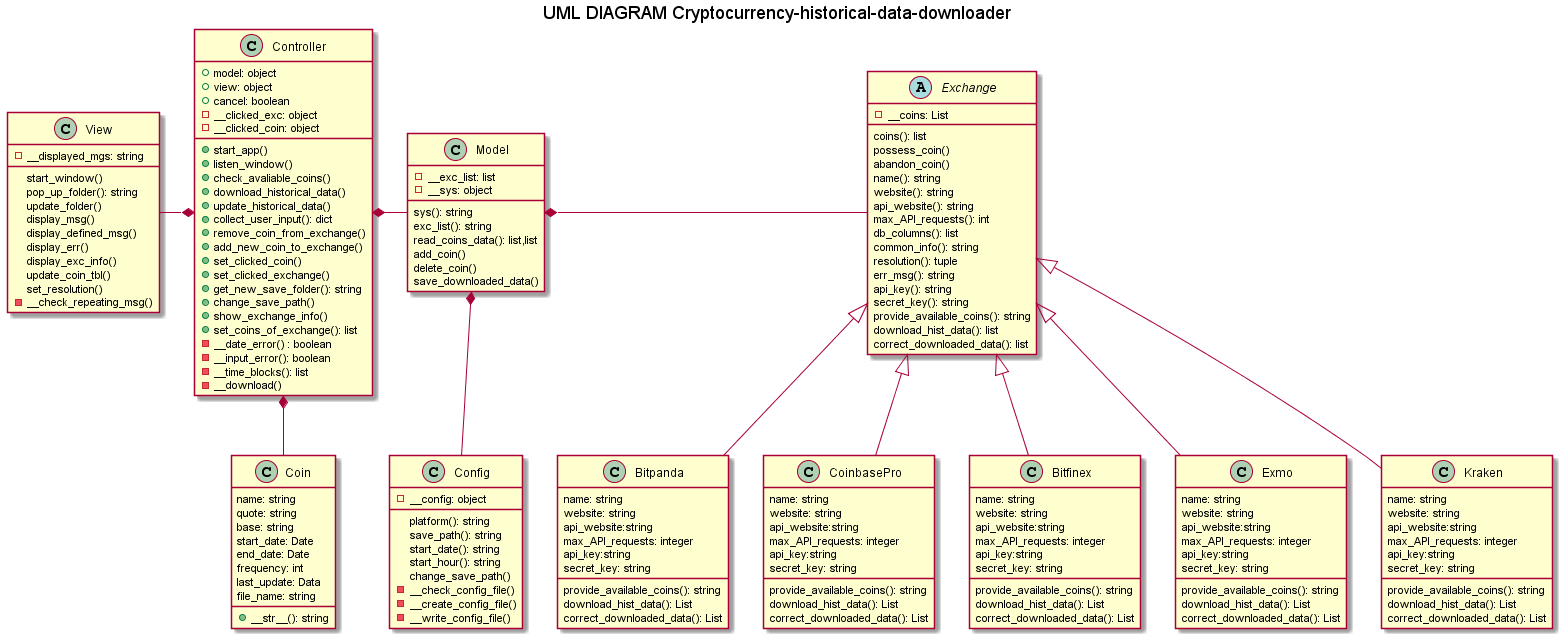 UML DIAGRAM Cryptocurrency-historical-data-downloader
C View
__displayed_mgs: string
start_window()
pop_up_folder(): string
update_folder()
display_msg()
display_defined_msg()
display_err()
display_exc_info()
update_coin_tbl()
set_resolution()
__check_repeating_msg()
C Controller
model: object
view: object
cancel: boolean
__clicked_exc: object
__clicked_coin: object
start_app()
listen_window()
check_avaliable_coins()
download_historical_data()
update_historical_data()
collect_user_input(): dict
remove_coin_from_exchange()
add_new_coin_to_exchange()
set_clicked_coin()
set_clicked_exchange()
get_new_save_folder(): string
change_save_path()
show_exchange_info()
set_coins_of_exchange(): list
__date_error() : boolean
__input_error(): boolean
__time_blocks(): list
__download()
C Model
__exc_list: list
__sys: object
sys(): string
exc_list(): string
read_coins_data(): list,list
add_coin()
delete_coin()
save_downloaded_data()
A Exchange
__coins: List
coins(): list
possess_coin()
abandon_coin()
name(): string
website(): string
api_website(): string
max_API_requests(): int
db_columns(): list
common_info(): string
resolution(): tuple
err_msg(): string
api_key(): string
secret_key(): string
provide_available_coins(): string
download_hist_data(): list
correct_downloaded_data(): list
C Coin
name: string
quote: string
base: string
start_date: Date
end_date: Date
frequency: int
last_update: Data
file_name: string
__str__(): string
C Config
__config: object
platform(): string
save_path(): string
start_date(): string
start_hour(): string
change_save_path()
__check_config_file()
__create_config_file()
__write_config_file()
C Bitpanda
name: string
website: string
api_website:string
max_API_requests: integer
api_key:string
secret_key: string
provide_available_coins(): string
download_hist_data(): List
correct_downloaded_data(): List
C CoinbasePro
name: string
website: string
api_website:string
max_API_requests: integer
api_key:string
secret_key: string
provide_available_coins(): string
download_hist_data(): List
correct_downloaded_data(): List
C Bitfinex
name: string
website: string
api_website:string
max_API_requests: integer
api_key:string
secret_key: string
provide_available_coins(): string
download_hist_data(): List
correct_downloaded_data(): List
C Exmo
name: string
website: string
api_website:string
max_API_requests: integer
api_key:string
secret_key: string
provide_available_coins(): string
download_hist_data(): List
correct_downloaded_data(): List
C Kraken
name: string
website: string
api_website:string
max_API_requests: integer
api_key:string
secret_key: string
provide_available_coins(): string
download_hist_data(): List
correct_downloaded_data(): List